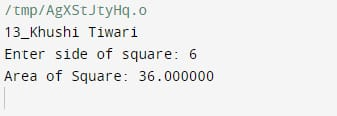 /tmp/AgXStJtyHq.o
13_Khushi Tiwari
Enter side of square: 6
Area of Square: 36.000000